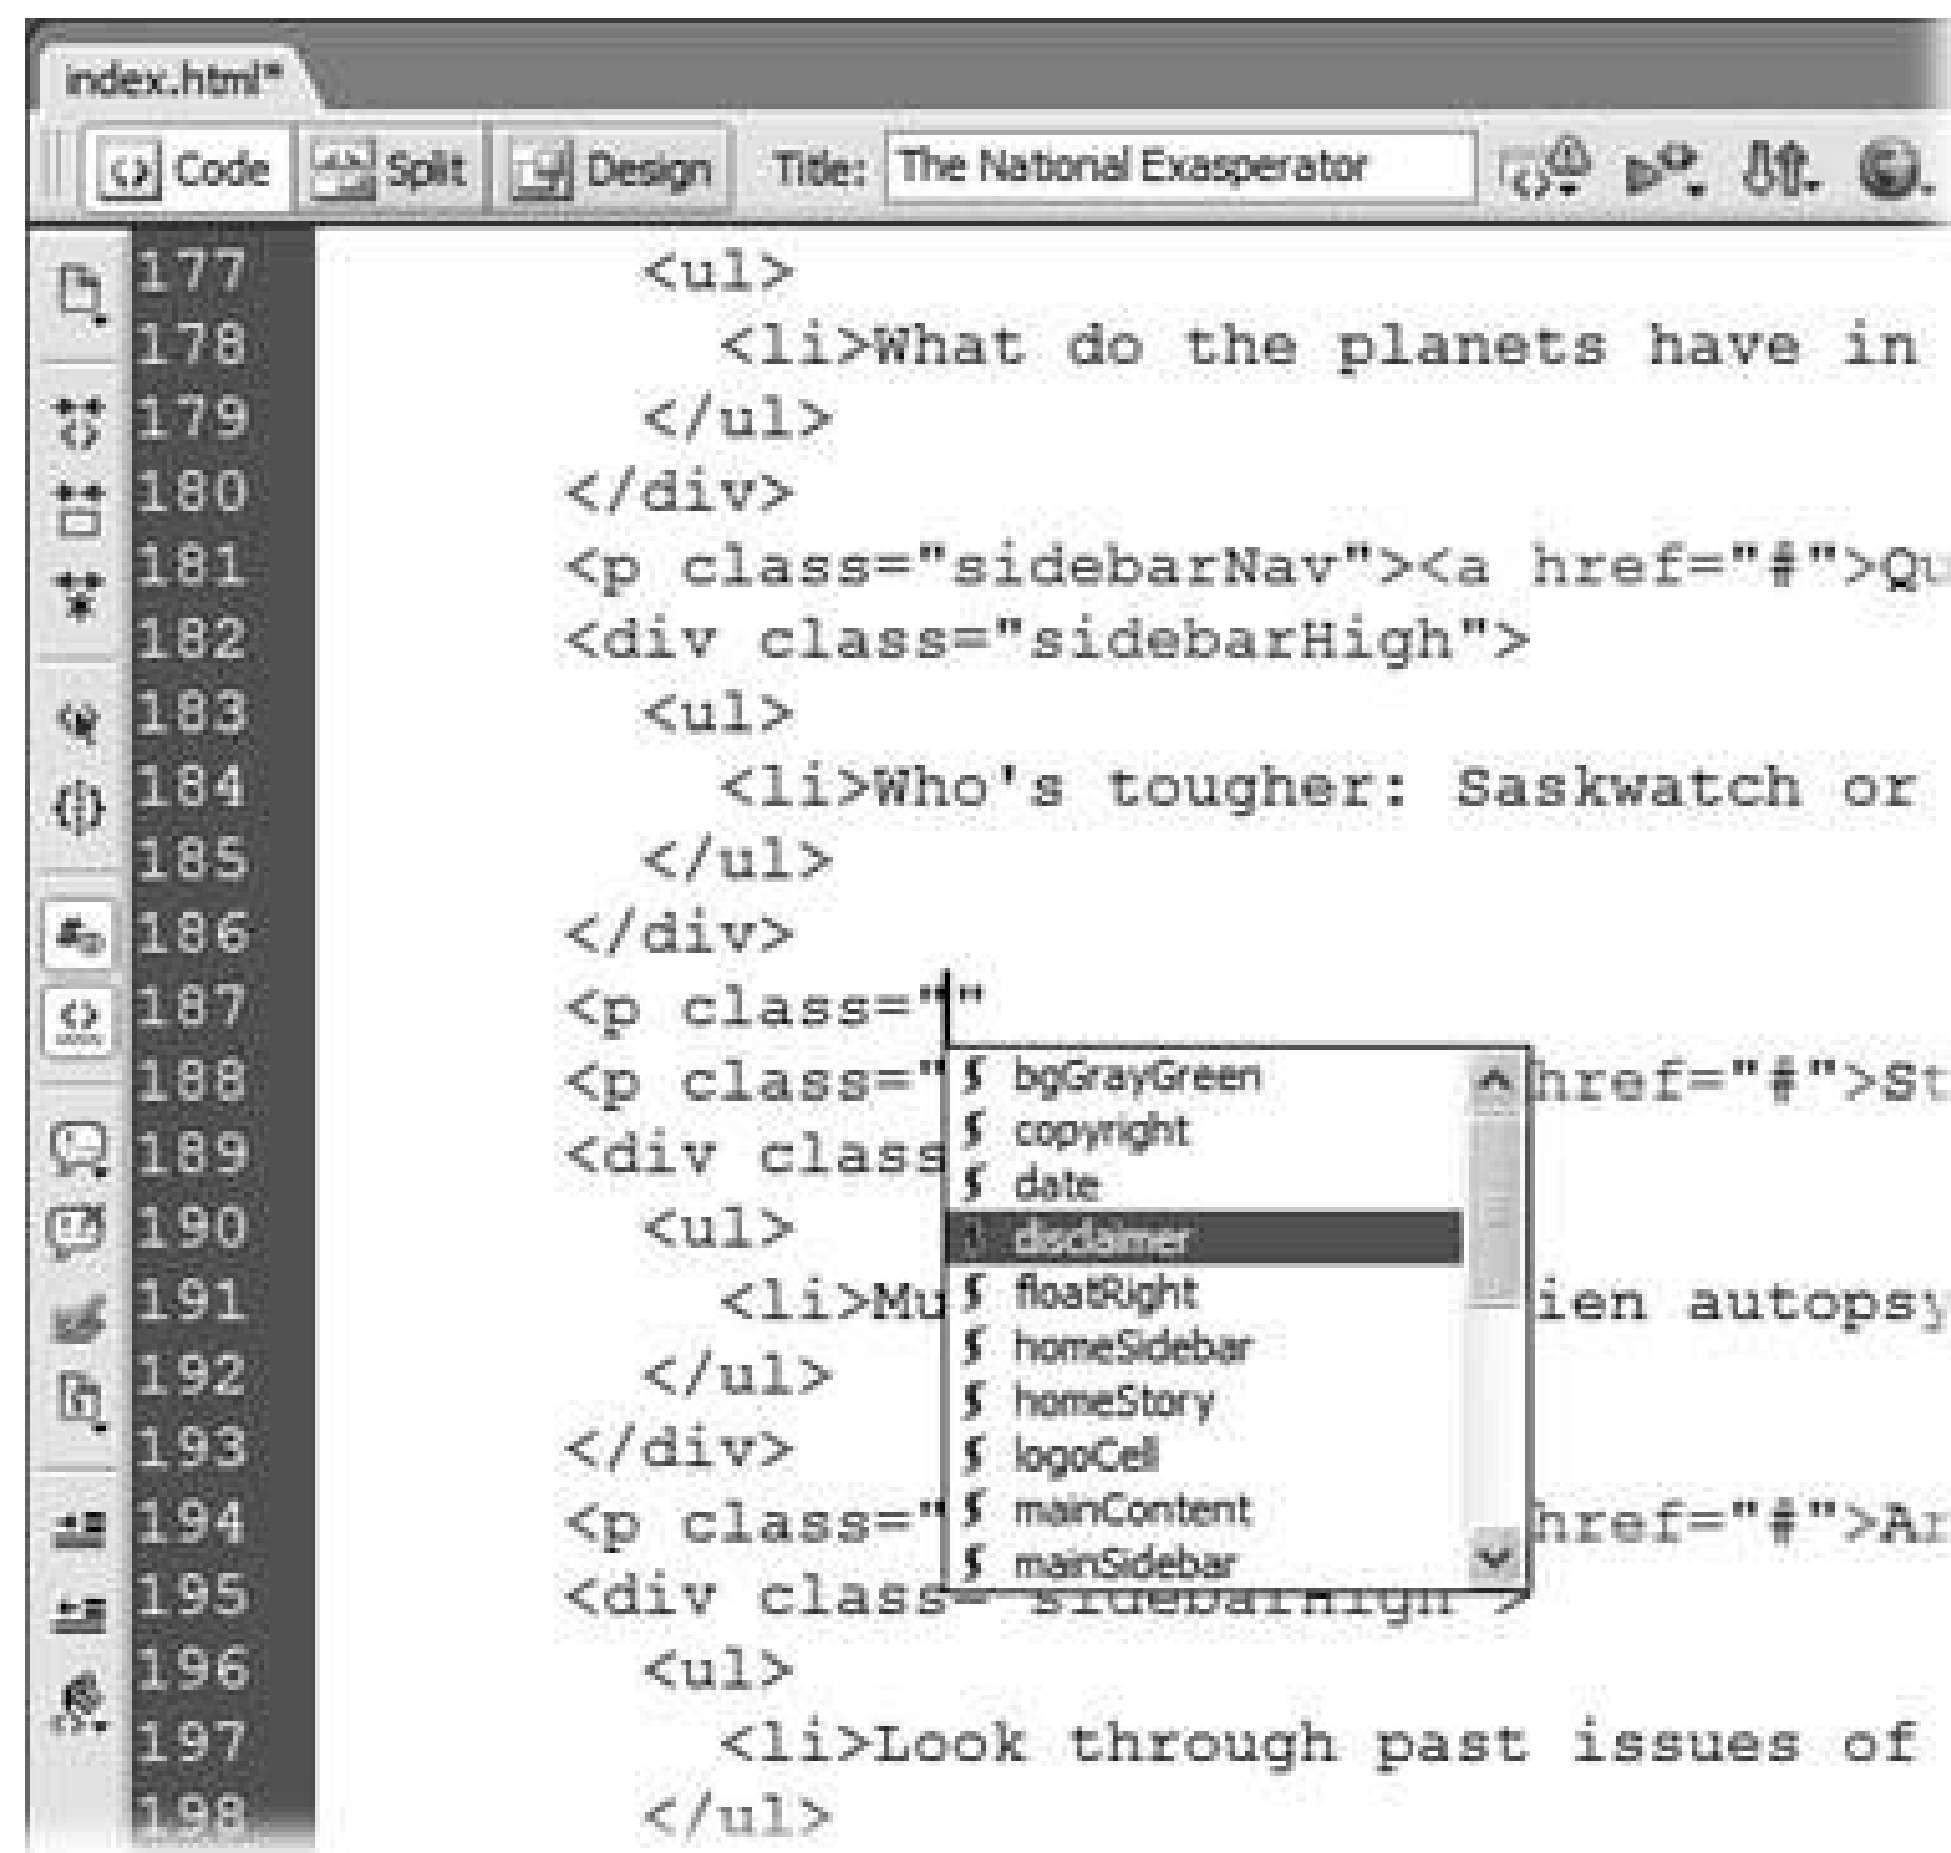 index.html*
Code Split Design Title: The National Exasperator
177 <ul>
178 <li>What do the planets have in
179 </ul>
180 </div>
181 <p class="sidebarNav"><a href="#">Qu
182 <div class="sidebarHigh">
183 <ul>
184 <li>Who's tougher: Saskwatch or
185 </ul>
186 </div>
187 <p class=""
188 <p class=" href="#">St
189 <div class
190 <ul>
191 <li>Mu ien autopsy
192 </ul>
193 </div>
194 <p class=" href="#">Ar
195 <div class="sidebarHigh">
196 <ul>
197 <li>Look through past issues of
198 </ul>
bgGrayGreen
copyright
date
disclaimer
floatRight
homeSidebar
homeStory
logoCell
mainContent
mainSidebar